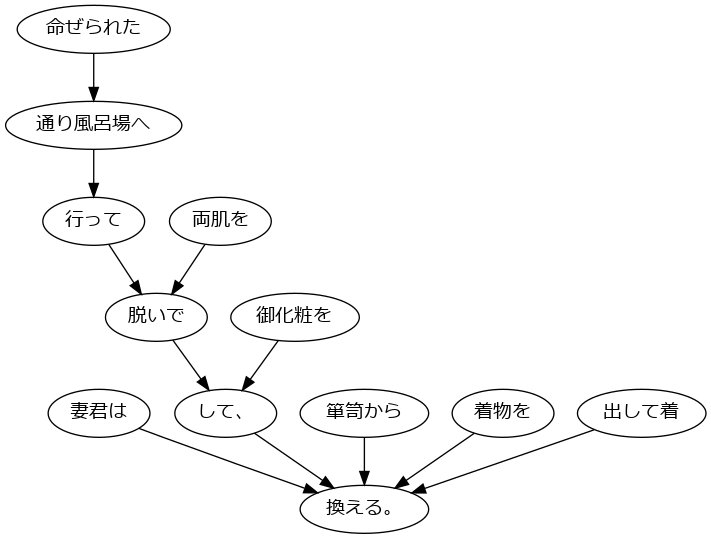 命ぜられた
通り風呂場へ
行って
両肌を
脱いで
御化粧を
妻君は
して、
箪笥から
着物を
出して着
換える。